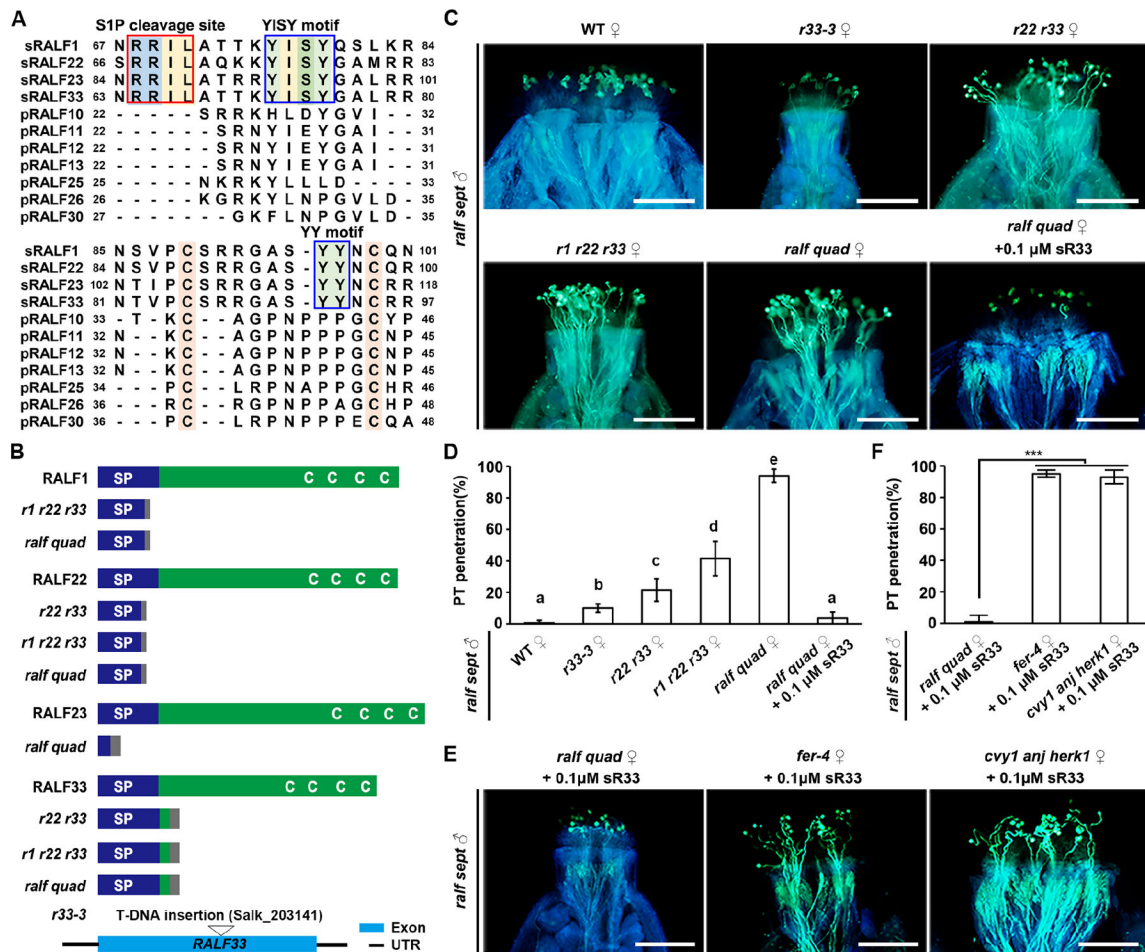 A
S1P cleavage site YISY motif
sRALF1 67 N R R I L A T T K Y I S Y Q S L K R 84
sRALF22 66 S R R I L A Q K K Y I S Y G A M R R 83
sRALF23 84 N R R I L A T R R Y I S Y G A L R R 101
sRALF33 63 N R R I L A T T R Y I S Y G A L R R 80
pRALF10 22 - - - - - S R R K H L D Y G V I - - 32
pRALF11 22 - - - - - - S R N Y I E Y G A I - - 31
pRALF12 22 - - - - - - S R N Y I E Y G A I - - 31
pRALF13 22 - - - - - - S R N Y I E Y G A I - - 31
pRALF25 25 - - - - - N K R K Y L L L D - - - - 33
pRALF26 26 - - - - - K G R K Y L N P G V L D - 35
pRALF30 27 - - - - - - - G K F L N P G V L D - 35
YY motif
sRALF1 85 N S V P C S R R G A S - Y Y N C Q N 101
sRALF22 84 N S V P C S R R G A S - Y Y N C Q R 100
sRALF23 102 N T I P C S R R G A S - Y Y N C R R 118
sRALF33 81 N T V P C S R R G A S - Y Y N C R R 97
pRALF10 33 - T - K C - - A G P N P P P G C Y P 46
pRALF11 32 N - - K C - - A G P N P P P G C N P 45
pRALF12 32 N - - K C - - A G P N P P P G C N P 45
pRALF13 32 N - - K C - - A G P N P P P G C N P 45
pRALF25 34 - - - P C - - L R P N A P P G C H R 46
pRALF26 36 - - - R C - - R G P N P P A G C H P 48
pRALF30 36 - - - P C - - L R P N P P P E C Q A 48
B
RALF1 SP C C C C
r1 r22 r33 SP
ralf quad SP
RALF22 SP C C C C
r22 r33 SP
r1 r22 r33 SP
ralf quad SP
RALF23 SP C C C C
ralf quad
RALF33 SP C C C C
r22 r33 SP
r1 r22 r33 SP
ralf quad SP
r33-3 T-DNA insertion (Salk_203141)
RALF33
Exon
UTR
C
WT ♀ r33-3 ♀ r22 r33 ♀
ralf sept ♂
r1 r22 r33 ♀ ralf quad ♀ ralf quad ♀
+0.1 μM sR33
D
PT penetration(%)
100
80
60
40
20
0
a b c d e a
ralf sept ♂
WT ♀ r33-3 ♀ r22 r33 ♀ r1 r22 r33 ♀ ralf quad ♀ ralf quad ♀
+ 0.1 μM sR33
F
PT penetration(%)
100
80
60
40
20
0
***
ralf sept ♂
ralf quad ♀ fer-4 ♀ cvy1 anj herk1 ♀
+ 0.1 μM sR33 + 0.1 μM sR33 + 0.1 μM sR33
E
ralf quad ♀ fer-4 ♀ cvy1 anj herk1 ♀
+ 0.1μM sR33 + 0.1 μM sR33 + 0.1 μM sR33
ralf sept ♂